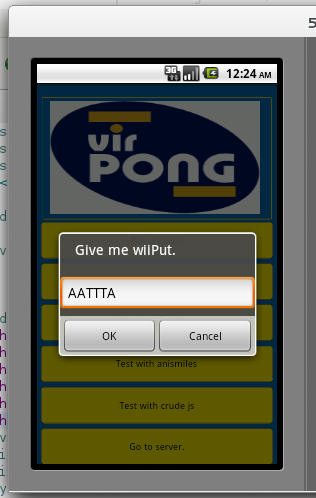 5
3G 12:24 AM
vir
PONG
Give me wiiPut.
AATTTA
OK Cancel
Test with anismiles
Test with crude js
Go to server.